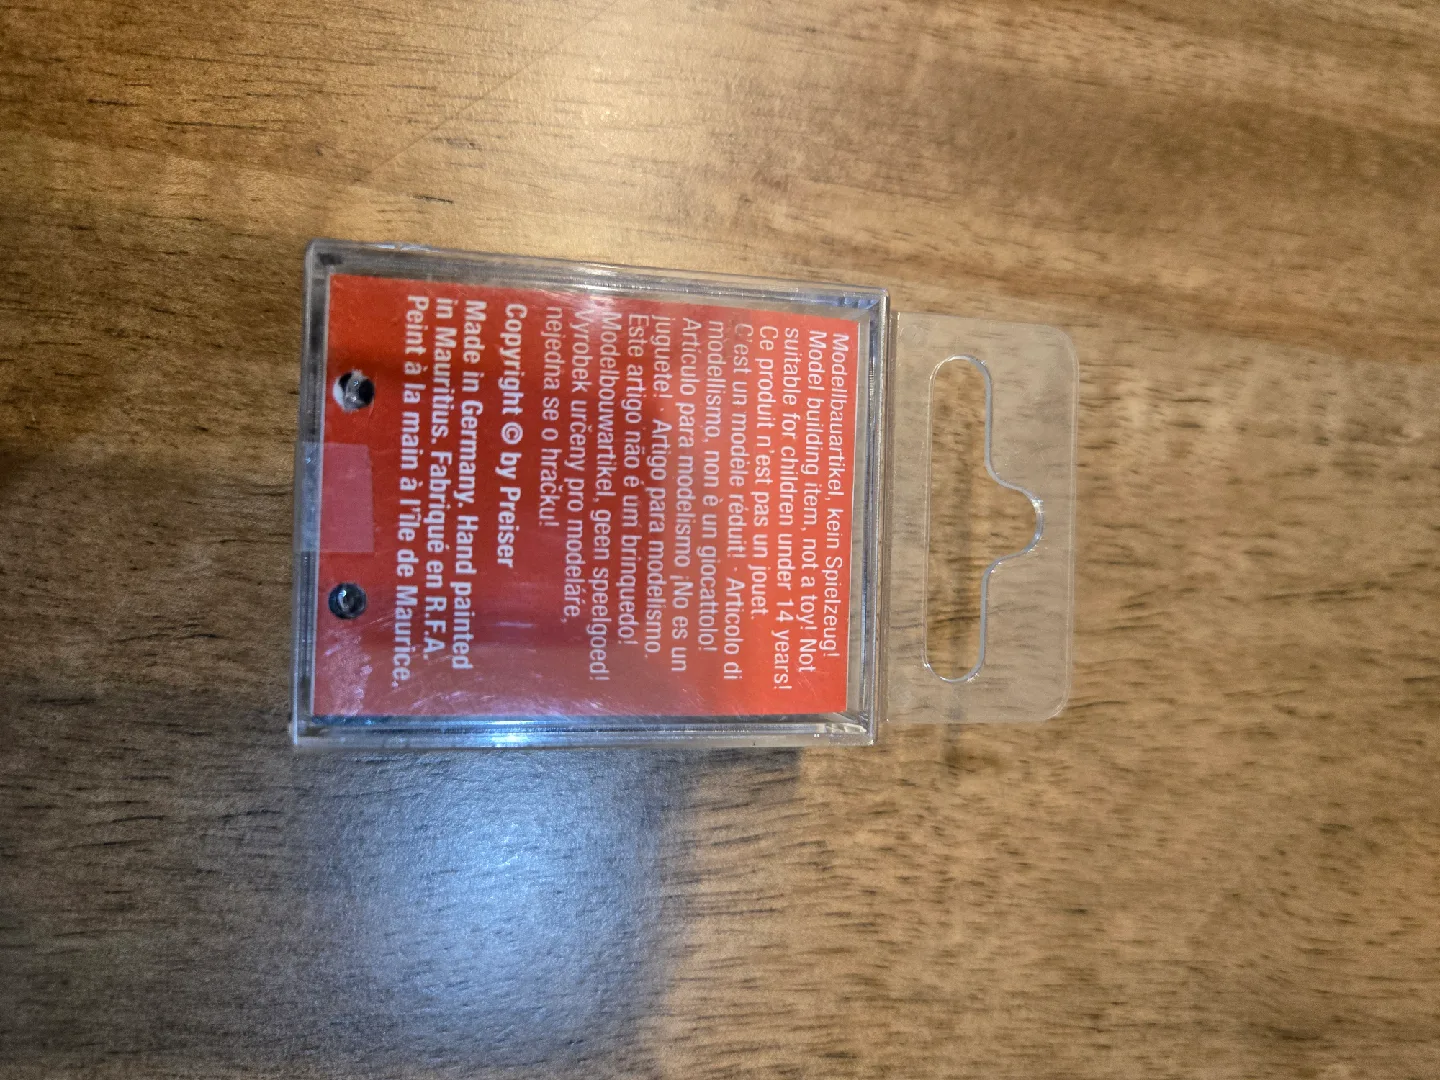 Modellbauartikel, kein Spielzeug!
Model building item, not a toy! Not
suitable for children under 14 years!
Ce produit n'est pas un jouet.
C'est un modèle réduit! · Articolo di
modellismo, non è un giocattolo!
Artículo para modelismo ¡No es un
juguete! · Artigo para modelismo.
Este artigo não é um brinquedo!
Modelbouwartikel, geen speelgoed!
Výrobek určeny pro modeláře,
nejedna se o hračku!
Copyright © by Preiser
Made in Germany. Hand painted
in Mauritius. Fabriqué en R.F.A.
Peint à la main à l'île de Maurice.